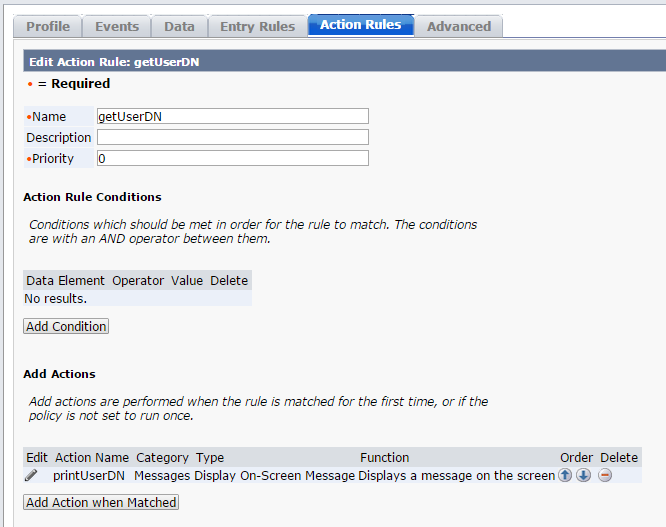 Profile Events Data Entry Rules Action Rules Advanced
Edit Action Rule: getUserDN
• = Required
•Name getUserDN
Description
•Priority 0
Action Rule Conditions
Conditions which should be met in order for the rule to match. The conditions
are with an AND operator between them.
Data Element Operator Value Delete
No results.
Add Condition
Add Actions
Add actions are performed when the rule is matched for the first time, or if the
policy is not set to run once.
Edit Action Name Category Type Function Order Delete
printUserDN Messages Display On-Screen Message Displays a message on the screen
Add Action when Matched